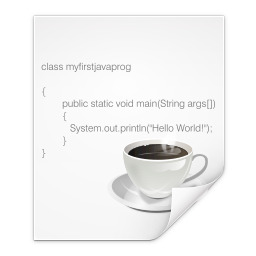 class myfirstjavaprog
{
public static void main(String args[])
{
System.out.println("Hello World!");
}
}